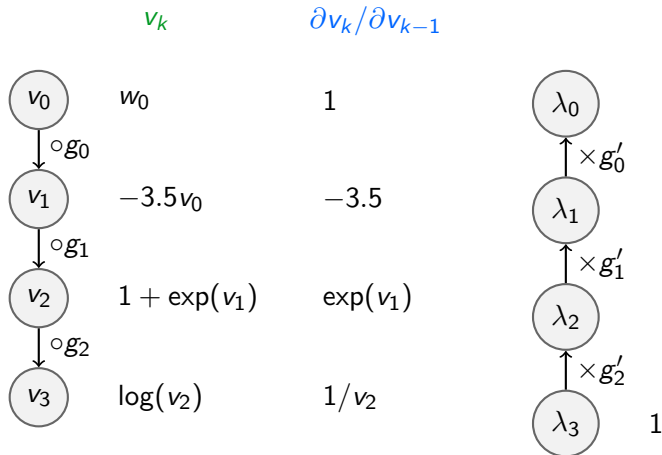 v_k ∂v_k/∂v_{k−1}
v_0 w_0 1 λ_0
∘g_0 ×g′_0
v_1 −3.5v_0 −3.5 λ_1
∘g_1 ×g′_1
v_2 1 + exp(v_1) exp(v_1) λ_2
∘g_2 ×g′_2
v_3 log(v_2) 1/v_2 λ_3 1